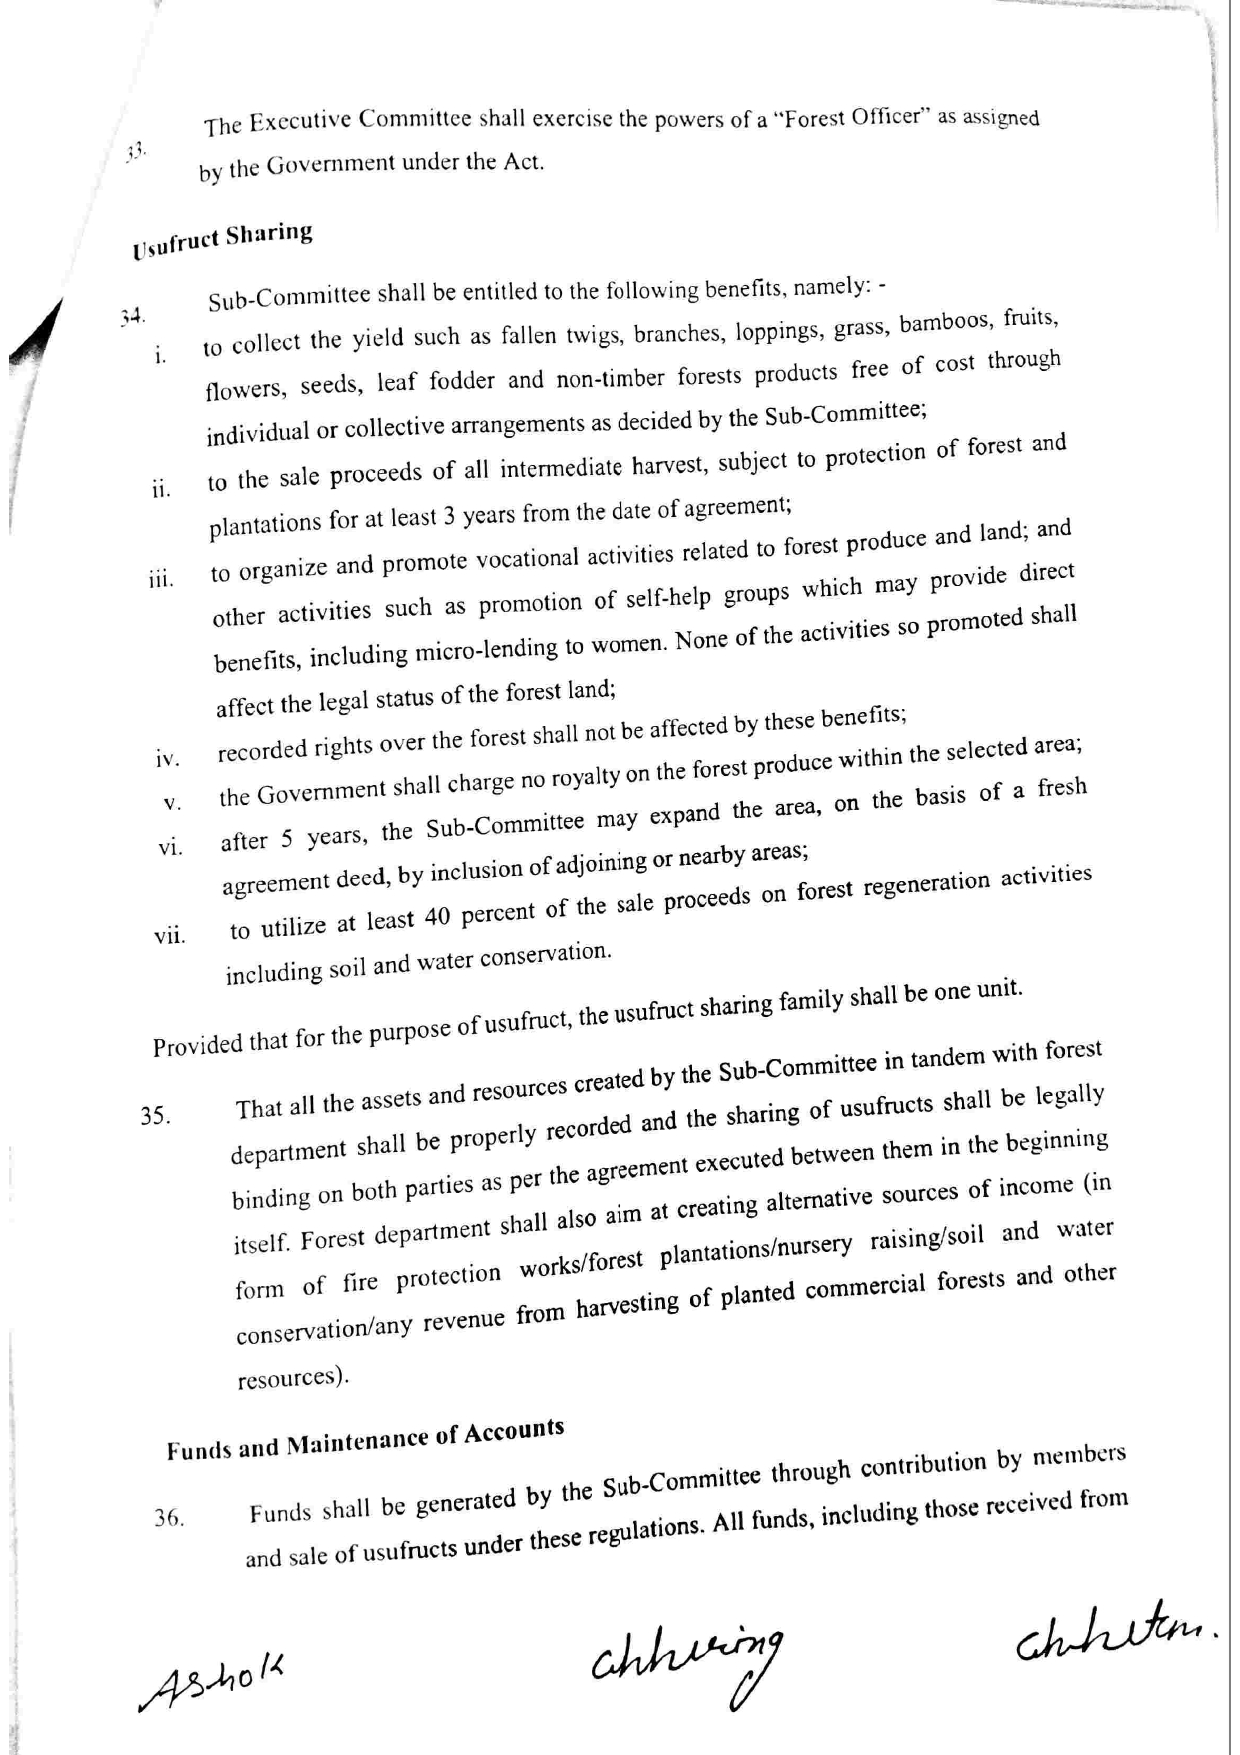 33. The Executive Committee shall exercise the powers of a “Forest Officer” as assigned
by the Government under the Act.
Usufruct Sharing
34. Sub-Committee shall be entitled to the following benefits, namely: -
i. to collect the yield such as fallen twigs, branches, loppings, grass, bamboos, fruits,
flowers, seeds, leaf fodder and non-timber forests products free of cost through
individual or collective arrangements as decided by the Sub-Committee;
ii. to the sale proceeds of all intermediate harvest, subject to protection of forest and
plantations for at least 3 years from the date of agreement;
iii. to organize and promote vocational activities related to forest produce and land; and
other activities such as promotion of self-help groups which may provide direct
benefits, including micro-lending to women. None of the activities so promoted shall
affect the legal status of the forest land;
iv. recorded rights over the forest shall not be affected by these benefits;
v. the Government shall charge no royalty on the forest produce within the selected area;
vi. after 5 years, the Sub-Committee may expand the area, on the basis of a fresh
agreement deed, by inclusion of adjoining or nearby areas;
vii. to utilize at least 40 percent of the sale proceeds on forest regeneration activities
including soil and water conservation.
Provided that for the purpose of usufruct, the usufruct sharing family shall be one unit.
35. That all the assets and resources created by the Sub-Committee in tandem with forest
department shall be properly recorded and the sharing of usufructs shall be legally
binding on both parties as per the agreement executed between them in the beginning
itself. Forest department shall also aim at creating alternative sources of income (in
form of fire protection works/forest plantations/nursery raising/soil and water
conservation/any revenue from harvesting of planted commercial forests and other
resources).
Funds and Maintenance of Accounts
36. Funds shall be generated by the Sub-Committee through contribution by members
and sale of usufructs under these regulations. All funds, including those received from
Ashok